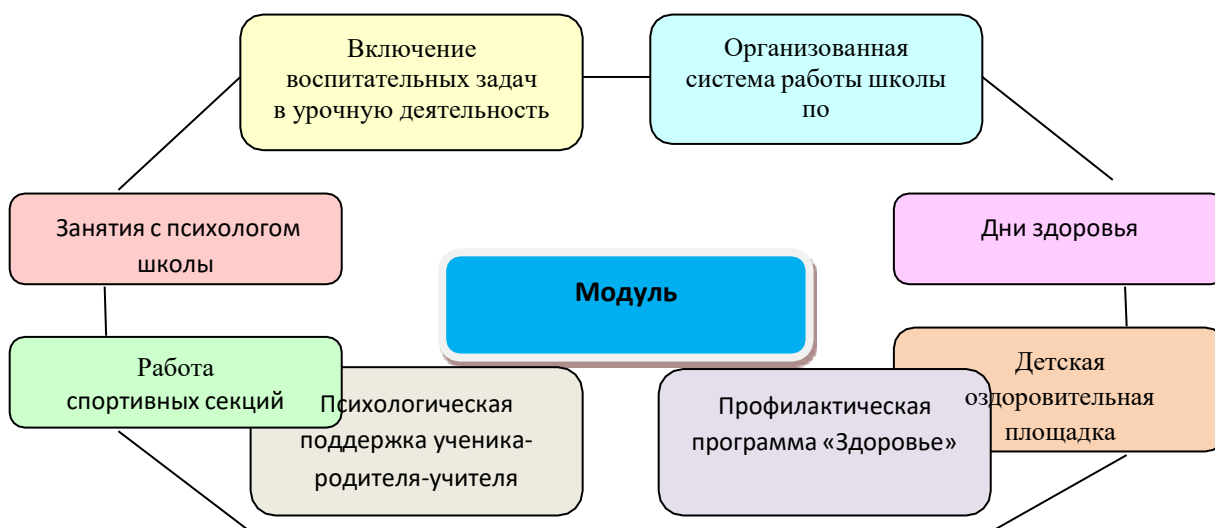 Включение
воспитательных задач
в урочную деятельность
Организованная
система работы школы
по
Занятия с психологом
школы
Дни здоровья
Модуль
Работа
спортивных секций
Психологическая
поддержка ученика-
родителя-учителя
Профилактическая
программа «Здоровье»
Детская
оздоровительная
площадка